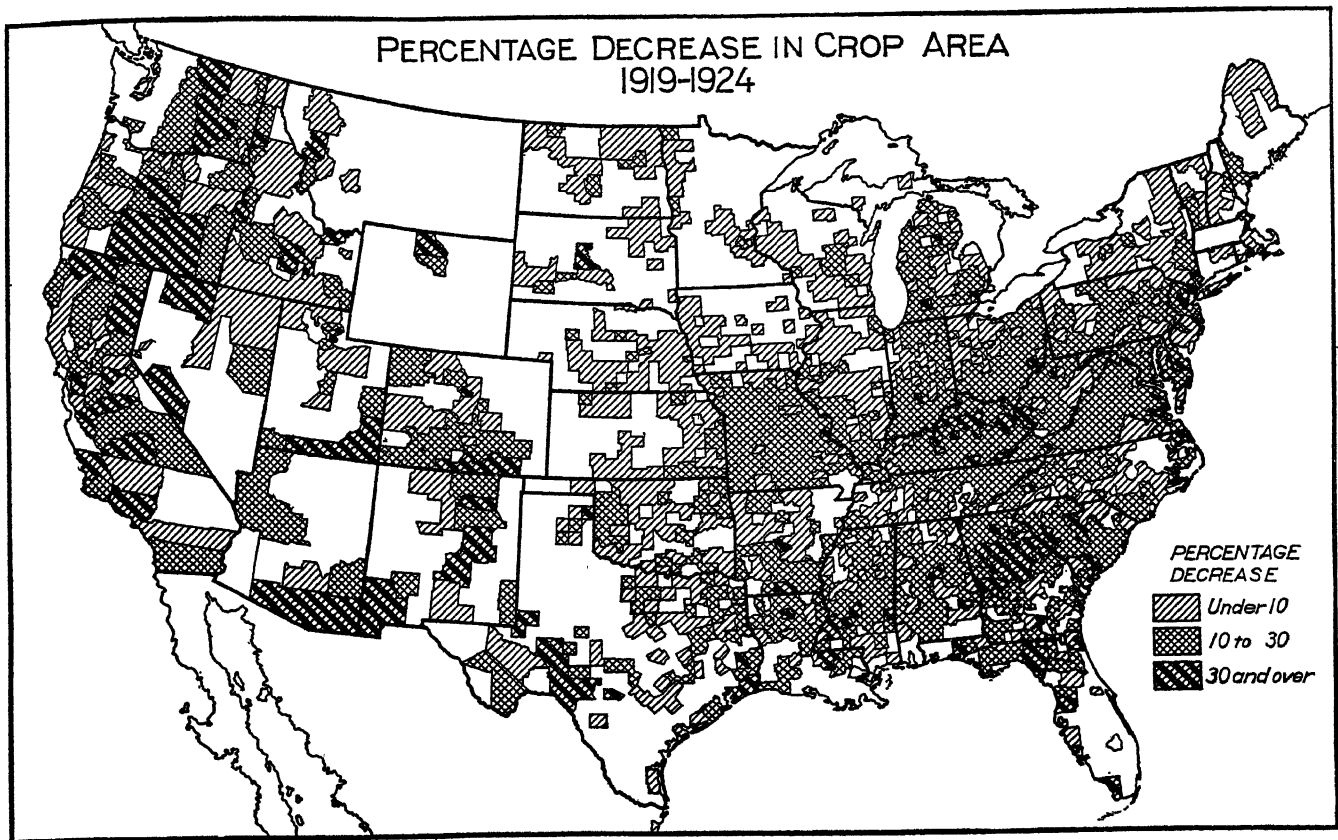 PERCENTAGE DECREASE IN CROP AREA
1919-1924
PERCENTAGE
DECREASE
Under 10
10 to 30
30 and over